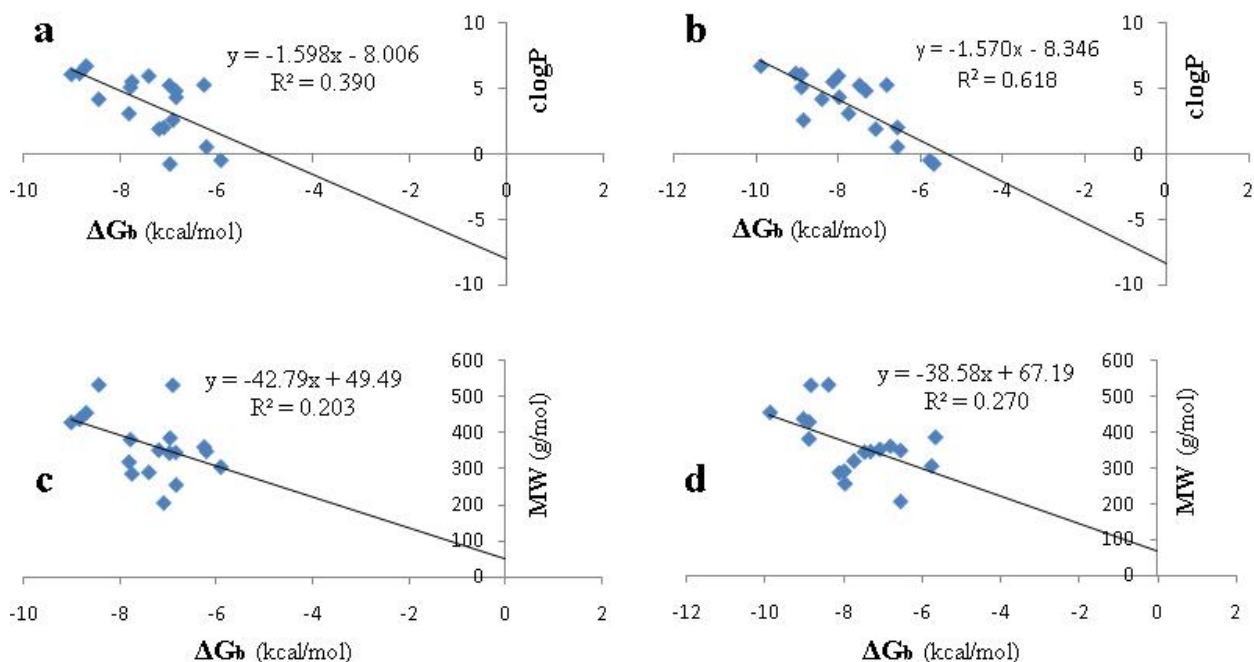 a
y = -1.598x - 8.006
R² = 0.390
clogP
10
5
0
-5
-10
-10 -8 -6 -4 -2 0 2
ΔGb (kcal/mol)
b
y = -1.570x - 8.346
R² = 0.618
clogP
10
5
0
-5
-10
-12 -10 -8 -6 -4 -2 0 2
ΔGb (kcal/mol)
c
y = -42.79x + 49.49
R² = 0.203
MW (g/mol)
600
500
400
300
200
100
0
-10 -8 -6 -4 -2 0 2
ΔGb (kcal/mol)
d
y = -38.58x + 67.19
R² = 0.270
MW (g/mol)
600
500
400
300
200
100
0
-12 -10 -8 -6 -4 -2 0 2
ΔGb (kcal/mol)